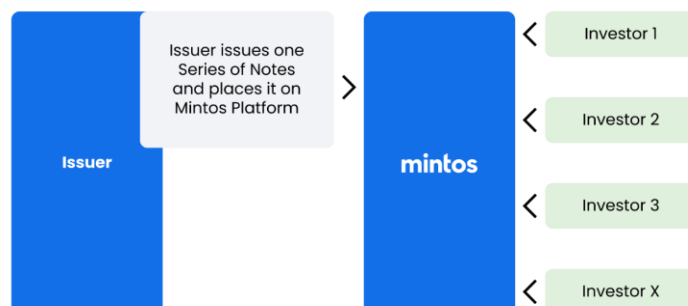 Issuer issues one
Series of Notes
and places it on
Mintos Platform
Issuer
mintos
Investor 1
Investor 2
Investor 3
Investor X